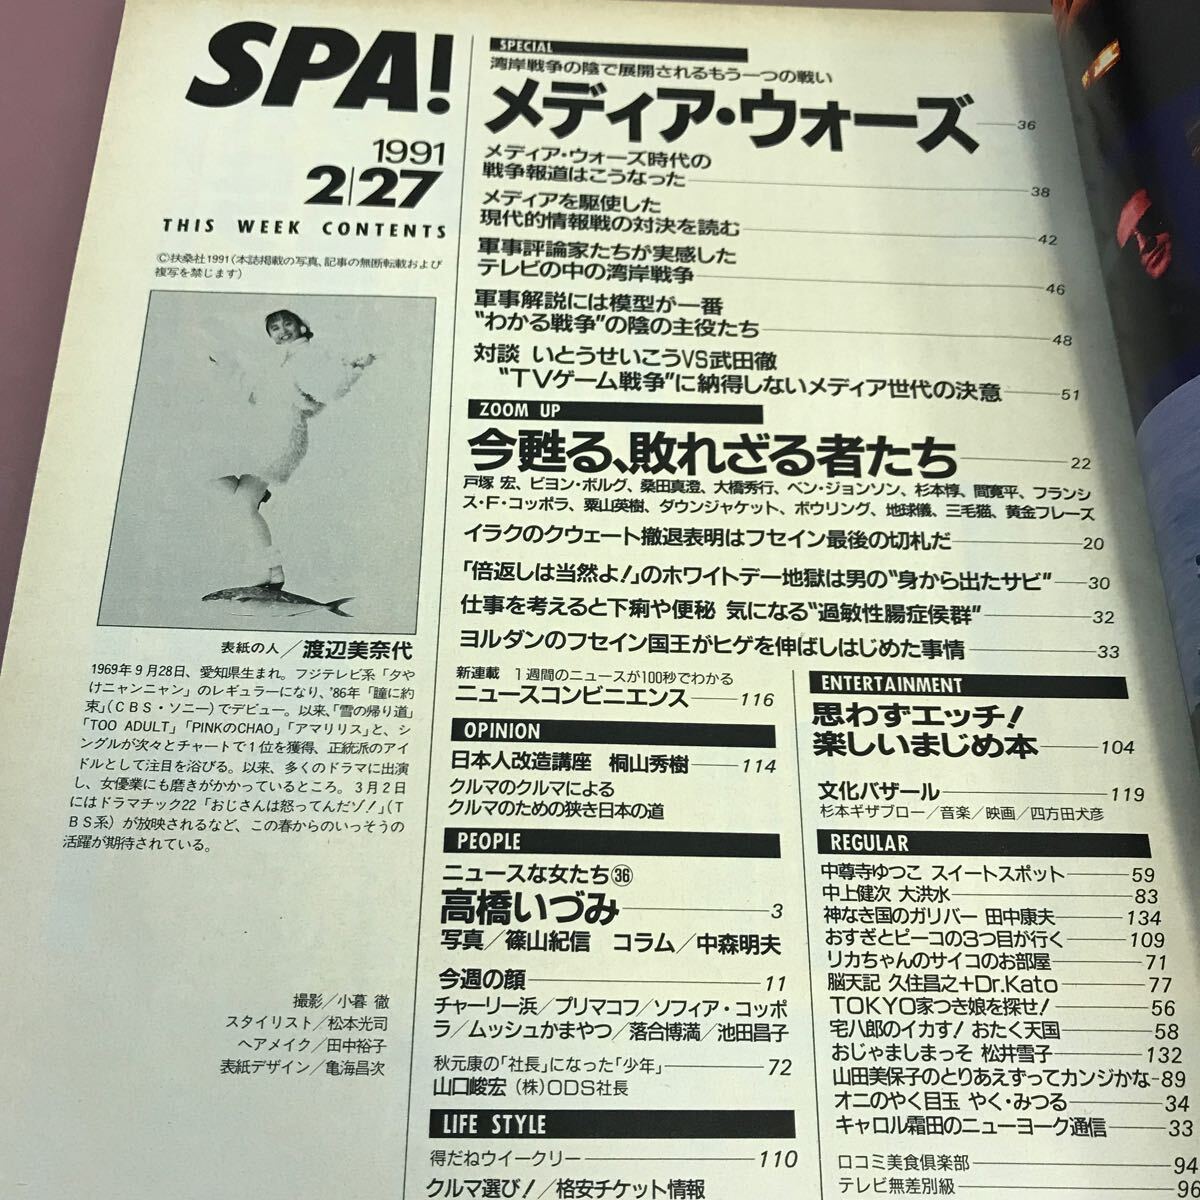 SPA!
1991
2|27
THIS WEEK CONTENTS
©扶桑社1991(本誌掲載の写真、記事の無断転載および
複写を禁じます)
表紙の人/渡辺美奈代
1969年9月28日、愛知県生まれ。フジテレビ系「夕や
けニャンニャン」のレギュラーになり、'86年「瞳に約
束」(CBS・ソニー)でデビュー。以来、「雪の帰り道」
「TOO ADULT」「PINKのCHAO」「アマリリス」と、シ
ングルが次々とチャートで1位を獲得、正統派のアイ
ドルとして注目を浴びる。以来、多くのドラマに出演
し、女優業にも磨きがかかっているところ。3月2日
にはドラマチック22「おじさんは怒ってんだゾ!」(T
BS系)が放映されるなど、この春からのいっそうの
活躍が期待されている。
撮影/小暮 徹
スタイリスト/松本光司
ヘアメイク/田中裕子
表紙デザイン/亀海昌次
SPECIAL
湾岸戦争の陰で展開されるもう一つの戦い
メディア・ウォーズ 36
メディア・ウォーズ時代の
戦争報道はこうなった 38
メディアを駆使した
現代的情報戦の対決を読む 42
軍事評論家たちが実感した
テレビの中の湾岸戦争 46
軍事解説には模型が一番
“わかる戦争”の陰の主役たち 48
対談 いとうせいこうVS武田徹
“TVゲーム戦争”に納得しないメディア世代の決意 51
ZOOM UP
今甦る、敗れざる者たち 22
戸塚 宏、ビヨン・ボルグ、桑田真澄、大橋秀行、ベン・ジョンソン、杉本惇、間寛平、フランシ
ス・F・コッポラ、粟山英樹、ダウンジャケット、ボウリング、地球儀、三毛猫、黄金フレーズ
イラクのクウェート撤退表明はフセイン最後の切札だ 20
「倍返しは当然よ!」のホワイトデー地獄は男の“身から出たサビ” 30
仕事を考えると下痢や便秘 気になる“過敏性腸症侯群” 32
ヨルダンのフセイン国王がヒゲを伸ばしはじめた事情 33
新連載 1週間のニュースが100秒でわかる
ニュースコンビニエンス 116
OPINION
日本人改造講座 桐山秀樹 114
クルマのクルマによる
クルマのための狭き日本の道
PEOPLE
ニュースな女たち㊱
高橋いづみ 3
写真/篠山紀信 コラム/中森明夫
今週の顔 11
チャーリー浜/プリマコフ/ソフィア・コッポ
ラ/ムッシュかまやつ/落合博満/池田昌子
秋元康の「社長」になった「少年」 72
山口峻宏(株)ODS社長
LIFE STYLE
得だねウイークリー 110
クルマ選び!/格安チケット情報
ENTERTAINMENT
思わずエッチ!
楽しいまじめ本 104
文化バザール 119
杉本ギザブロー/音楽/映画/四方田犬彦
REGULAR
中尊寺ゆつこ スイートスポット 59
中上健次 大洪水 83
神なき国のガリバー 田中康夫 134
おすぎとピーコの3つ目が行く 109
リカちゃんのサイコのお部屋 71
脳天記 久住昌之+Dr.Kato 77
TOKYO家つき娘を探せ! 56
宅八郎のイカす! おたく天国 58
おじゃましまっそ 松井雪子 132
山田美保子のとりあえずってカンジかな 89
オニのやく目玉 やく・みつる 34
キャロル霜田のニューヨーク通信 33
口コミ美食倶楽部 94
テレビ無差別級 96